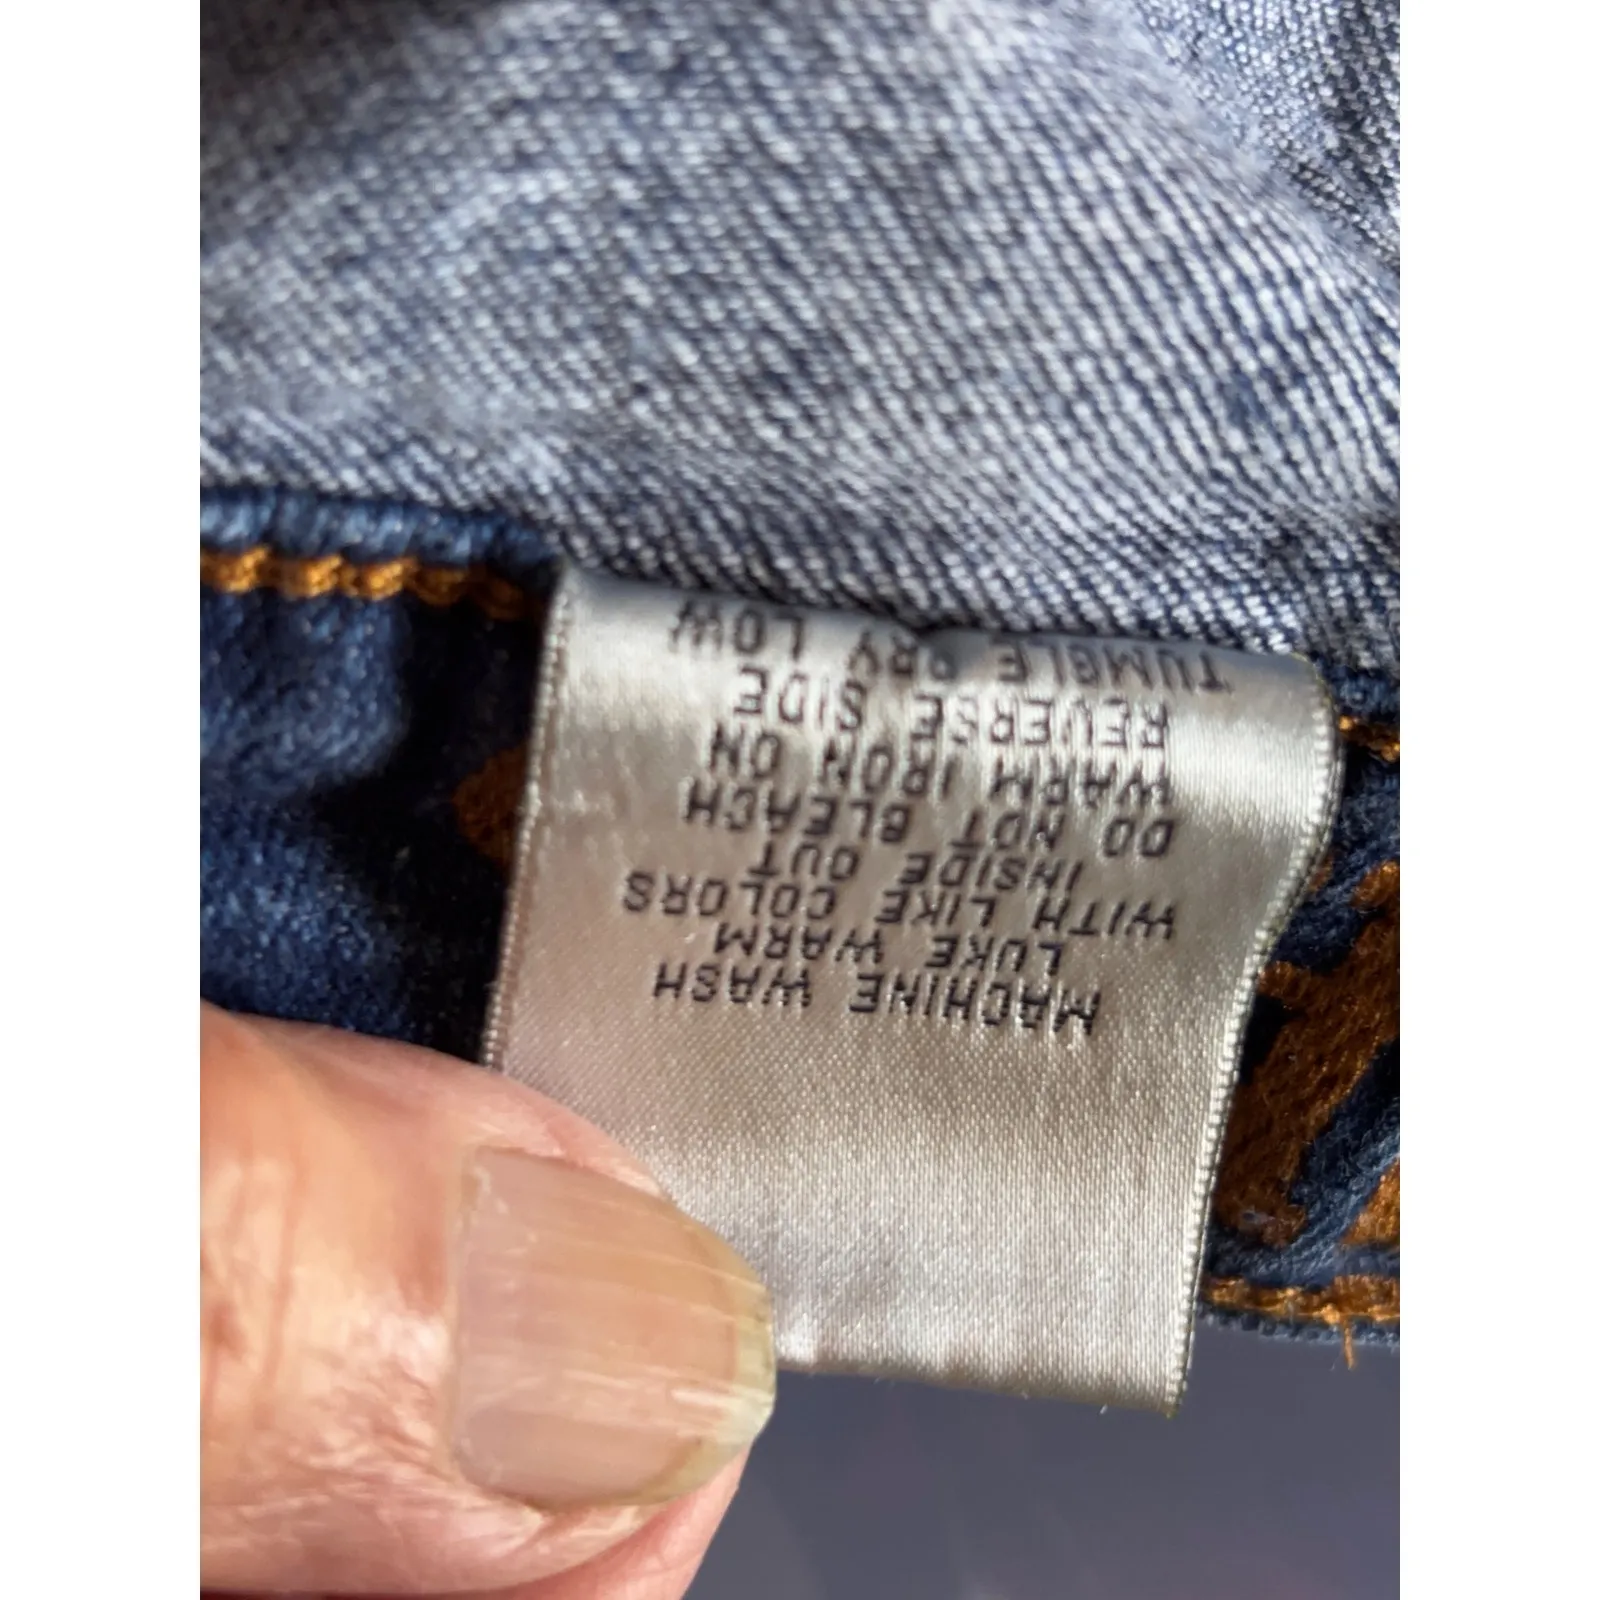 MACHINE WASH
LUKE WARM
WITH LIKE COLORS
INSIDE OUT
DO NOT BLEACH
WARM IRON ON
REVERSE SIDE
TUMBLE DRY LOW